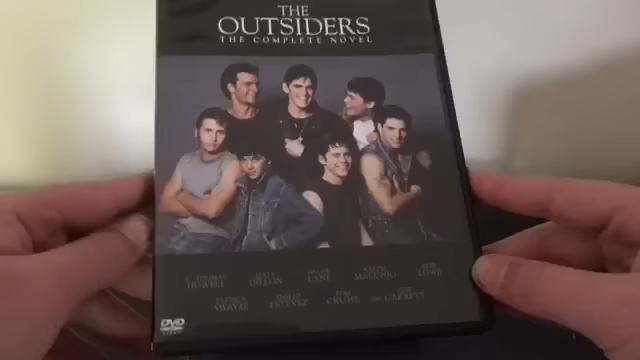 THE
OUTSIDERS
THE COMPLETE NOVEL
C. THOMAS HOWELL
MATT DILLON
DIANE LANE
RALPH MACCHIO
ROB LOWE
PATRICK SWAYZE
EMILIO ESTEVEZ
TOM CRUISE
GARRETT
DVD